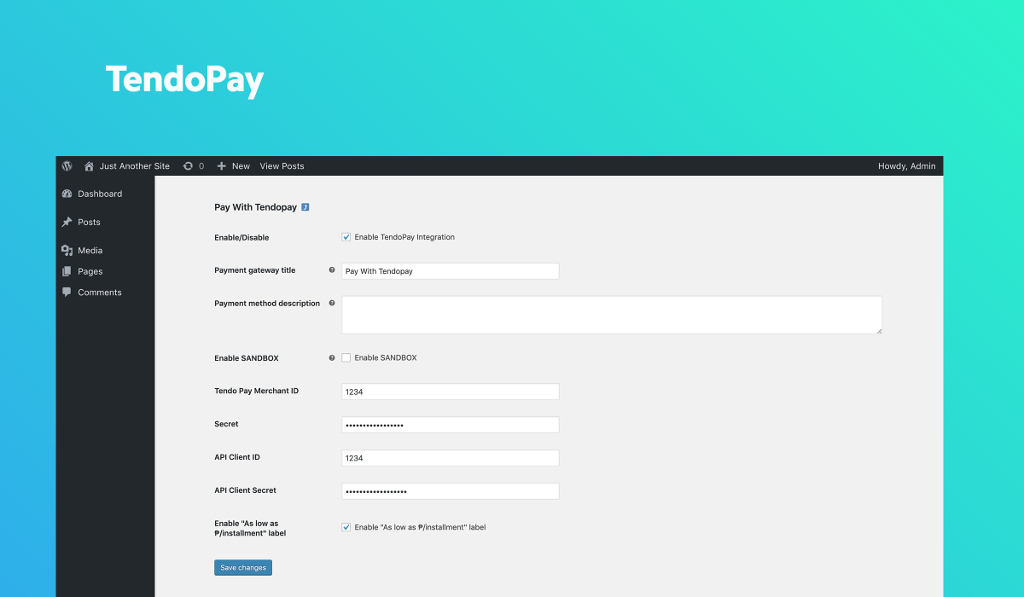 TendoPay
Just Another Site 0 New View Posts Howdy, Admin
Dashboard
Posts
Media
Pages
Comments
Pay With Tendopay
Enable/Disable Enable TendoPay Integration
Payment gateway title Pay With Tendopay
Payment method description
Enable SANDBOX Enable SANDBOX
Tendo Pay Merchant ID 1234
Secret •••••••••••••••••
API Client ID 1234
API Client Secret ••••••••••••••••••
Enable "As low as
₱/installment" label Enable "As low as ₱/installment" label
Save changes